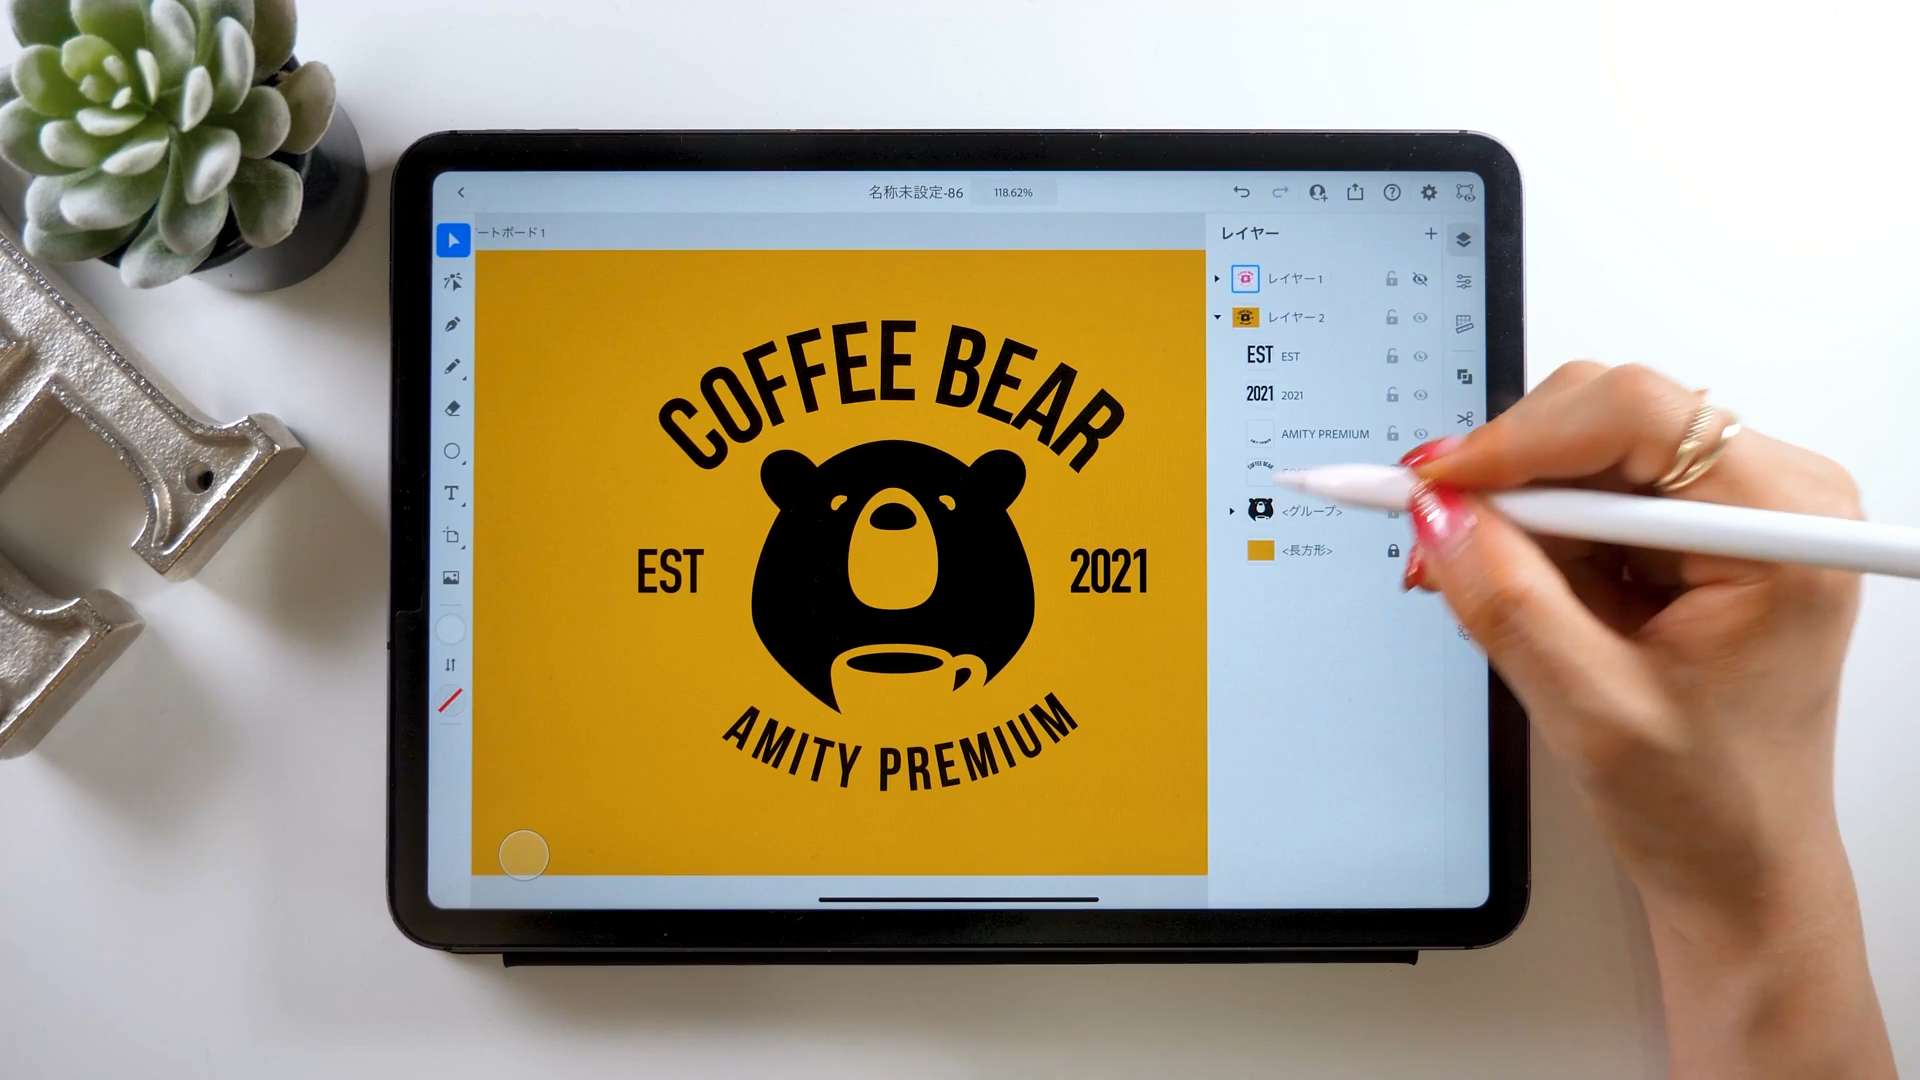 名称未設定-86
118.62%
ートボード1
レイヤー
レイヤー1
レイヤー2
EST EST
2021 2021
AMITY PREMIUM
COFFEE BEAR
<グループ>
<長方形>
COFFEE BEAR
EST
2021
AMITY PREMIUM